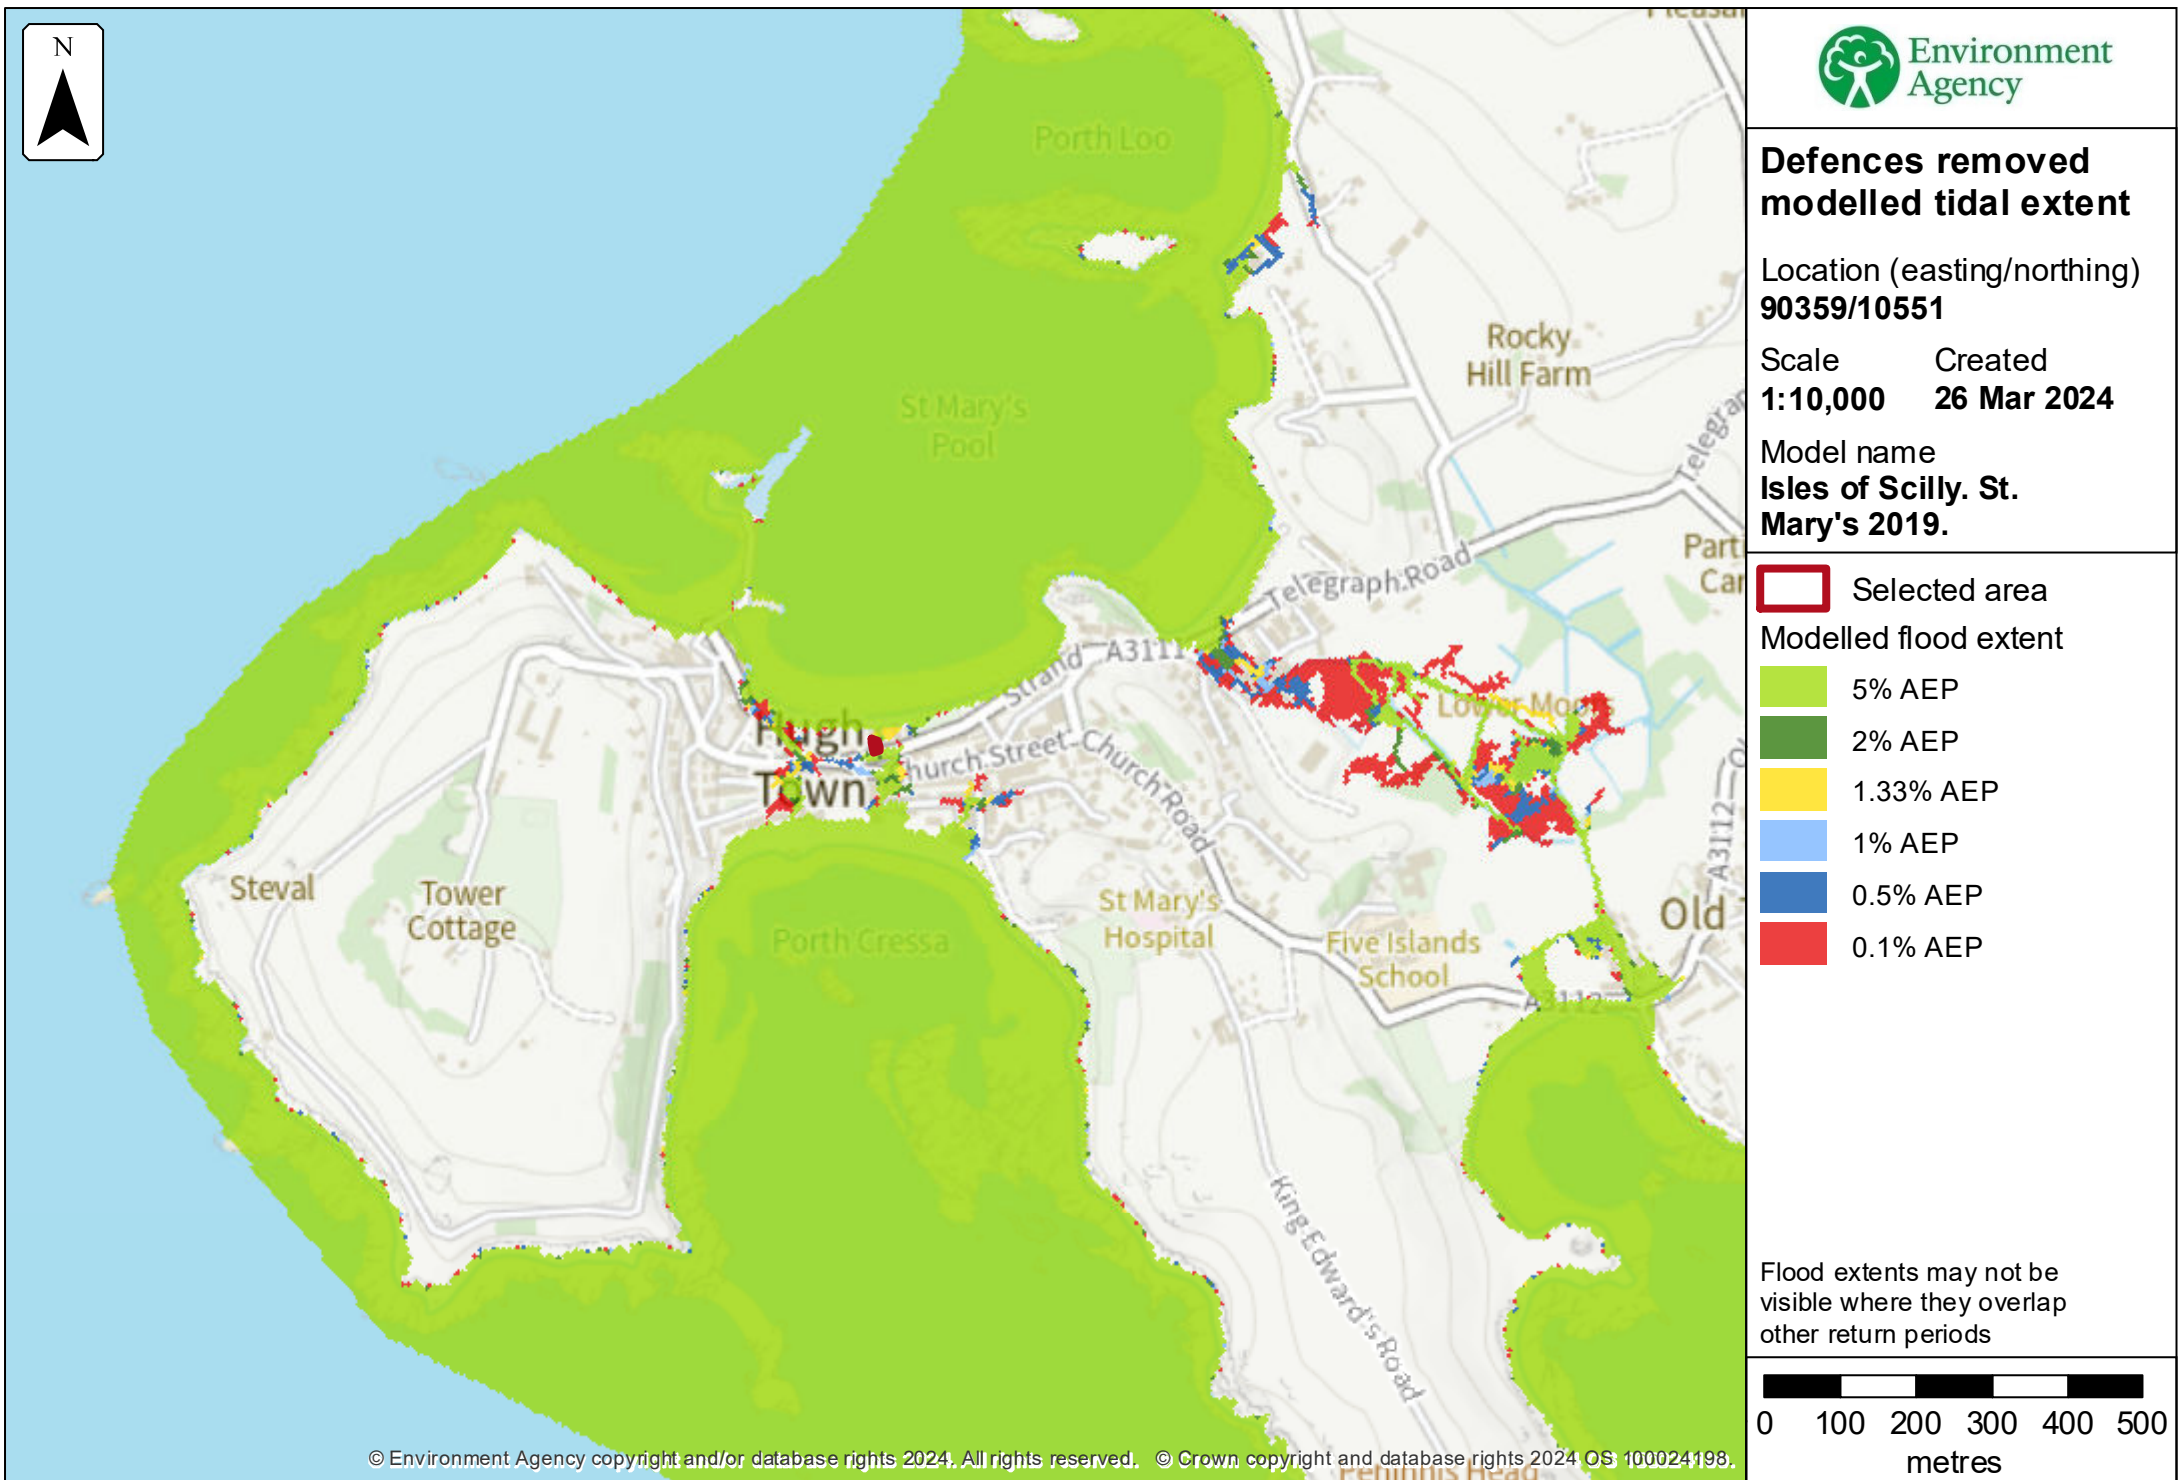 N
Porth Loo
St Mary's
Pool
Rocky
Hill Farm
Telegraph Road
Strand
A3111
Lower Moors
Hugh
Town
Church Street
Church Road
Steval
Tower
Cottage
Porth Cressa
St Mary's
Hospital
Five Islands
School
A3112
A3112
Old
King Edward's Road
Peninnis Head
© Environment Agency copyright and/or database rights 2024. All rights reserved. © Crown copyright and database rights 2024 OS 100024198.
Environment
Agency
Defences removed
modelled tidal extent
Location (easting/northing)
90359/10551
Scale Created
1:10,000 26 Mar 2024
Model name
Isles of Scilly. St.
Mary's 2019.
Selected area
Modelled flood extent
5% AEP
2% AEP
1.33% AEP
1% AEP
0.5% AEP
0.1% AEP
Flood extents may not be
visible where they overlap
other return periods
0 100 200 300 400 500
metres